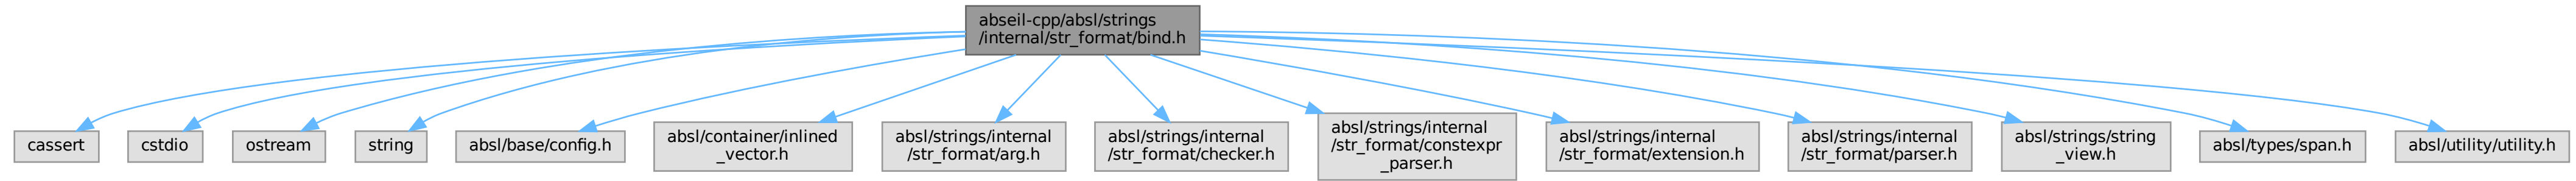 abseil-cpp/absl/strings
/internal/str_format/bind.h
cassert
cstdio
ostream
string
absl/base/config.h
absl/container/inlined
_vector.h
absl/strings/internal
/str_format/arg.h
absl/strings/internal
/str_format/checker.h
absl/strings/internal
/str_format/constexpr
_parser.h
absl/strings/internal
/str_format/extension.h
absl/strings/internal
/str_format/parser.h
absl/strings/string
_view.h
absl/types/span.h
absl/utility/utility.h